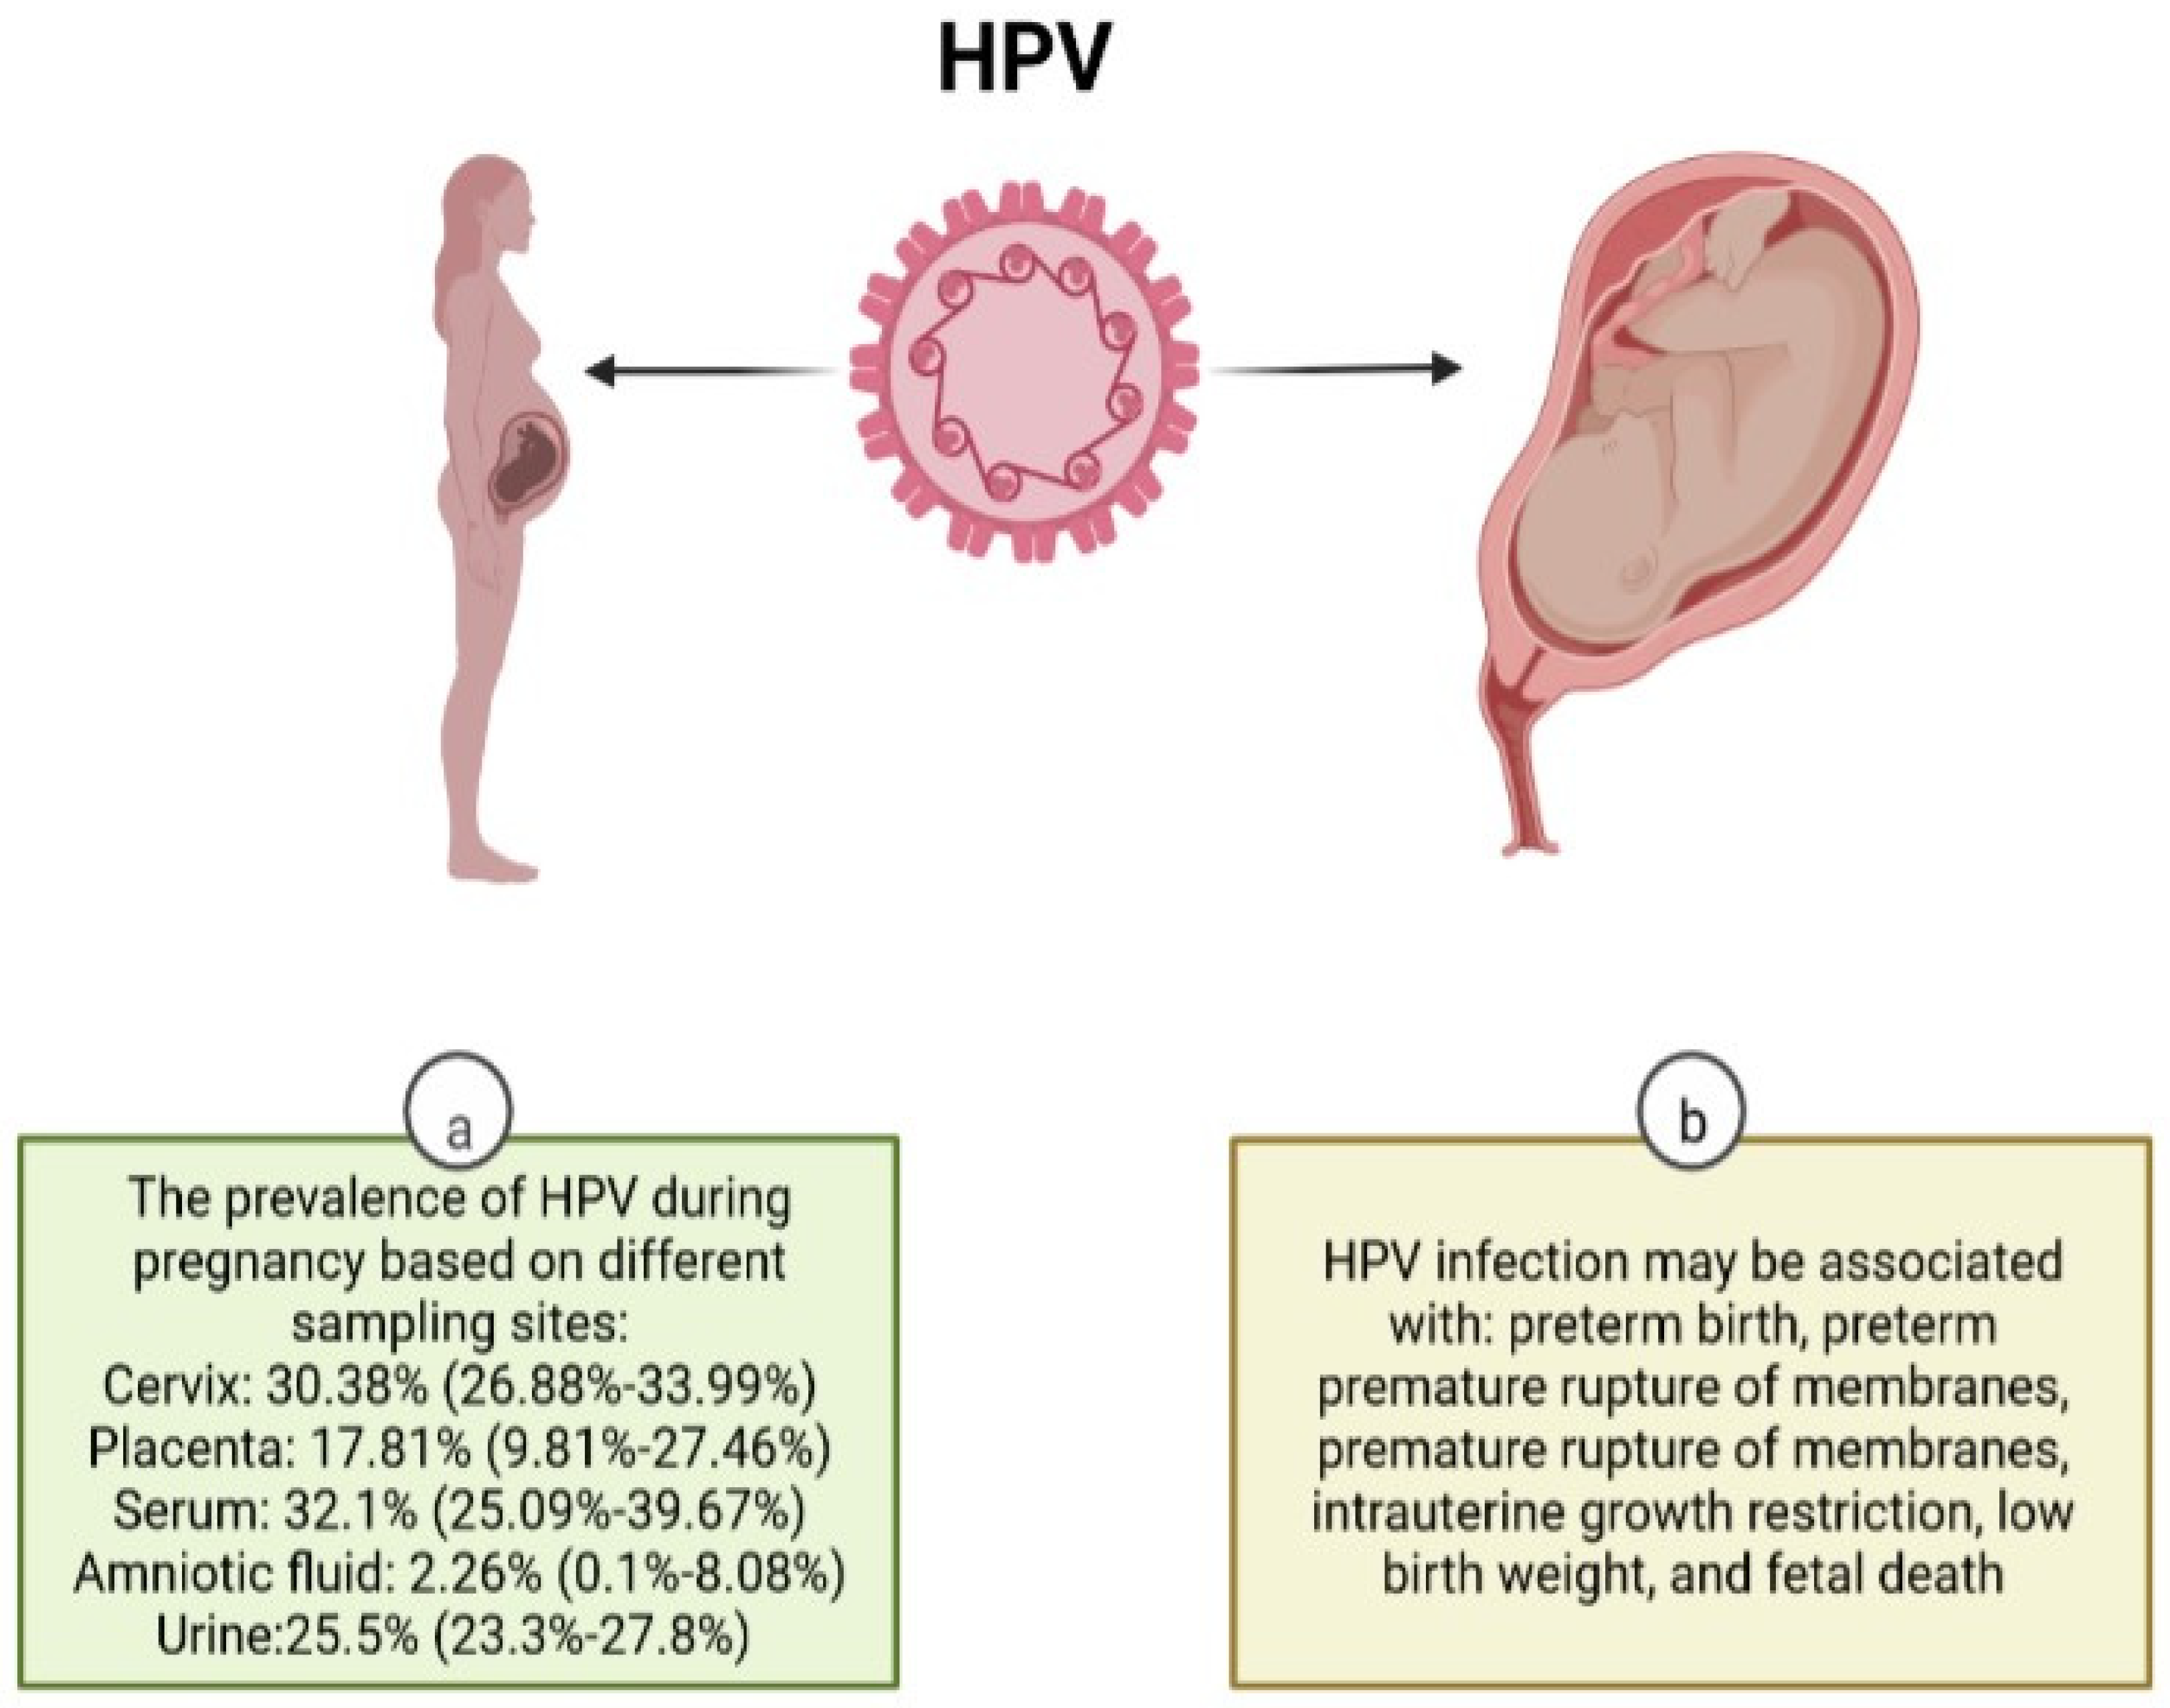 HPV
a
The prevalence of HPV during
pregnancy based on different
sampling sites:
Cervix: 30.38% (26.88%-33.99%)
Placenta: 17.81% (9.81%-27.46%)
Serum: 32.1% (25.09%-39.67%)
Amniotic fluid: 2.26% (0.1%-8.08%)
Urine:25.5% (23.3%-27.8%)
b
HPV infection may be associated
with: preterm birth, preterm
premature rupture of membranes,
premature rupture of membranes,
intrauterine growth restriction, low
birth weight, and fetal death